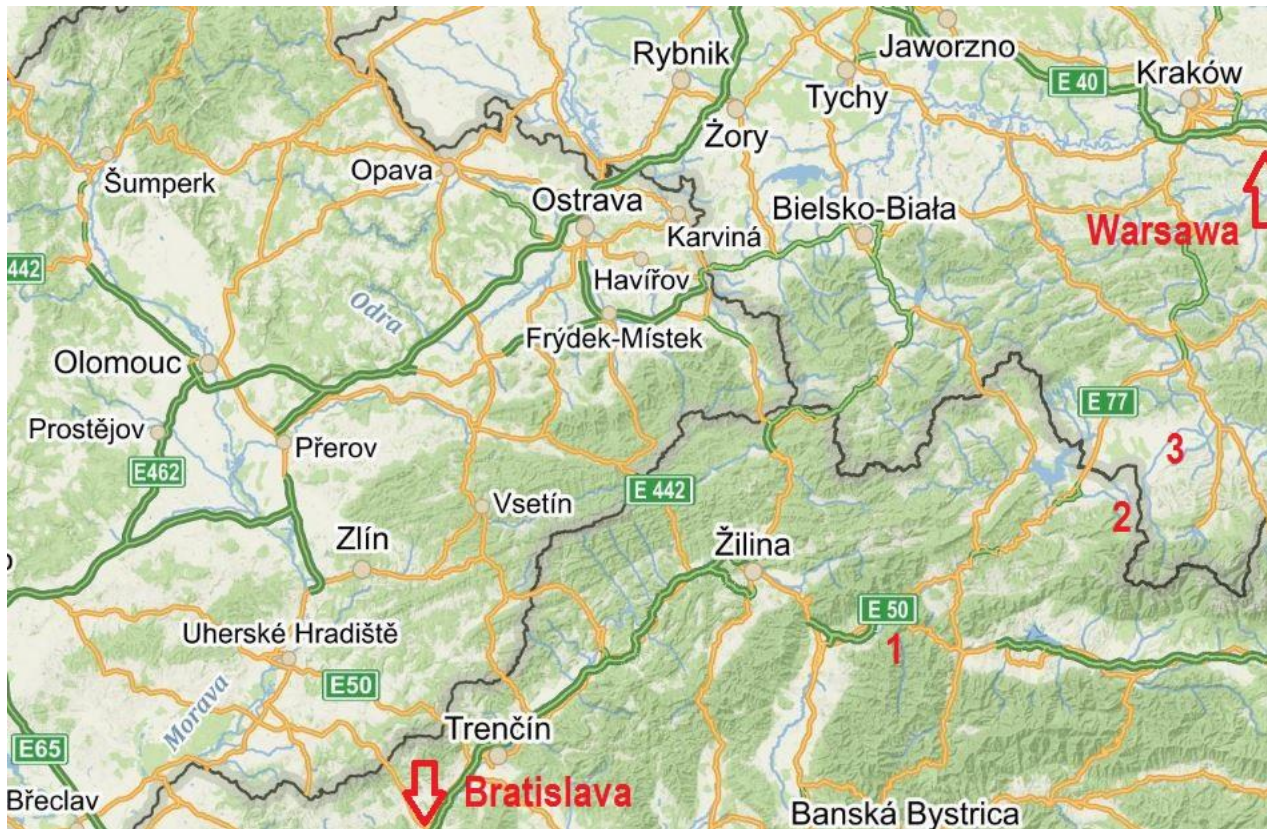 Rybnik
Jaworzno
Tychy
E 40
Kraków
Żory
Opava
Šumperk
Ostrava
Karviná
Bielsko-Biała
Warsawa
442
Havířov
Odra
Frýdek-Místek
Olomouc
E 77
Prostějov
Přerov
3
E462
E 442
Vsetín
2
Zlín
Žilina
E 50
1
Uherské Hradiště
E50
Morava
Trenčín
E65
Bratislava
Břeclav
Banská Bystrica